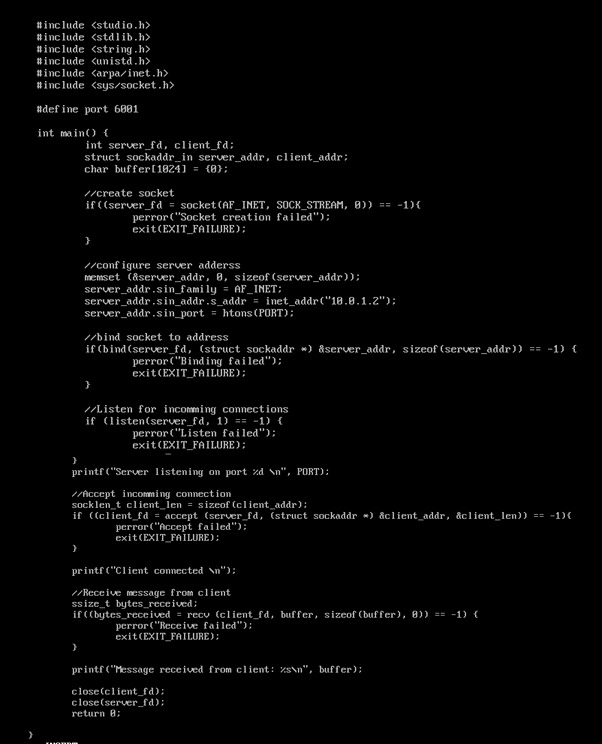 #include <studio.h>
#include <stdlib.h>
#include <string.h>
#include <unistd.h>
#include <arpa/inet.h>
#include <sys/socket.h>
#define port 6001
int main() {
int server_fd, client_fd;
struct sockaddr_in server_addr, client_addr;
char buffer[1024] = {0};
//create socket
if((server_fd = socket(AF_INET, SOCK_STREAM, 0)) == -1){
perror("Socket creation failed");
exit(EXIT_FAILURE);
}
//configure server aderss
memset (&server_addr, 0, sizeof(server_addr));
server_addr.sin_family = AF_INET;
server_addr.sin_addr.s_addr = inet_addr("10.0.1.2");
server_addr.sin_port = htons(PORT);
//bind socket to address
if(bind(server_fd, (struct sockaddr *) &server_addr, sizeof(server_addr)) == -1) {
perror("Binding failed");
exit(EXIT_FAILURE);
}
//Listen for incomming connections
if (listen(server_fd, 1) == -1) {
perror("Listen failed");
exit(EXIT_FAILURE);
}
printf("Server listening on port %d \n", PORT);
//Accept incomming connection
socklen_t client_len = sizeof(client_addr);
if ((client_fd = accept (server_fd, (struct sockaddr *) &client_addr, &client_len)) == -1){
perror("Accept failed");
exit(EXIT_FAILURE);
}
printf("Client connected \n");
//Receive message from client
ssize_t bytes_received;
if((bytes_received = recv (client_fd, buffer, sizeof(buffer), 0)) == -1) {
perror("Receive failed");
exit(EXIT_FAILURE);
}
printf("Message received from client: %s\n", buffer);
close(client_fd);
close(server_fd);
return 0;
}